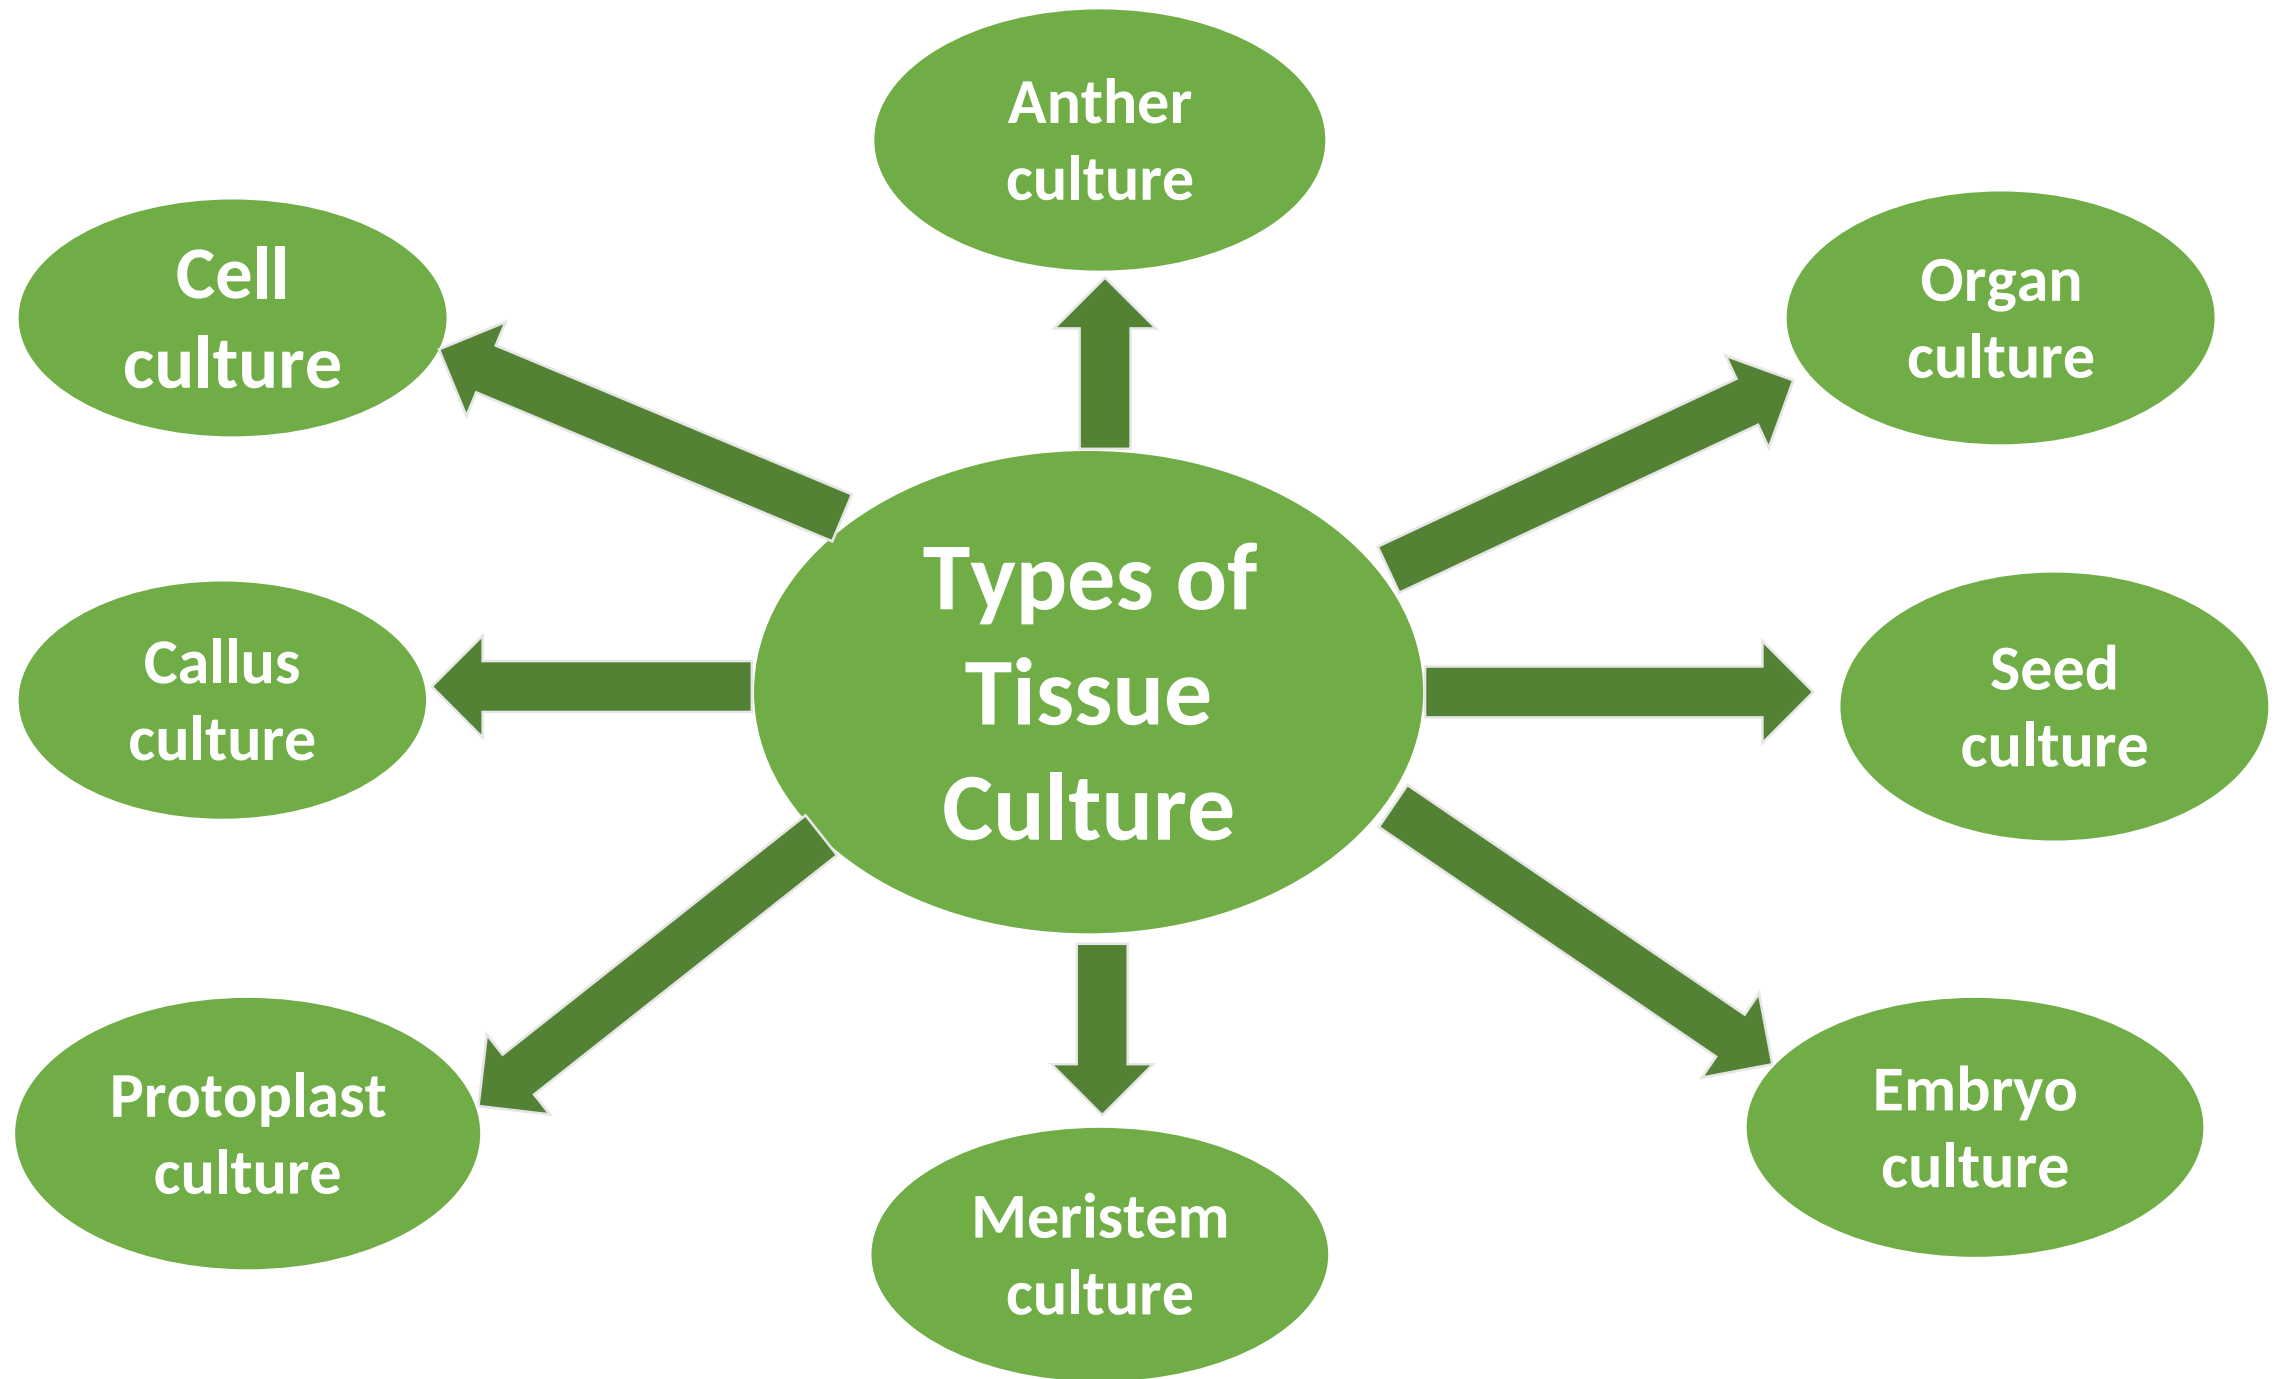 Anther
culture
Cell
culture
Organ
culture
Types of
Tissue
Culture
Callus
culture
Seed
culture
Protoplast
culture
Embryo
culture
Meristem
culture